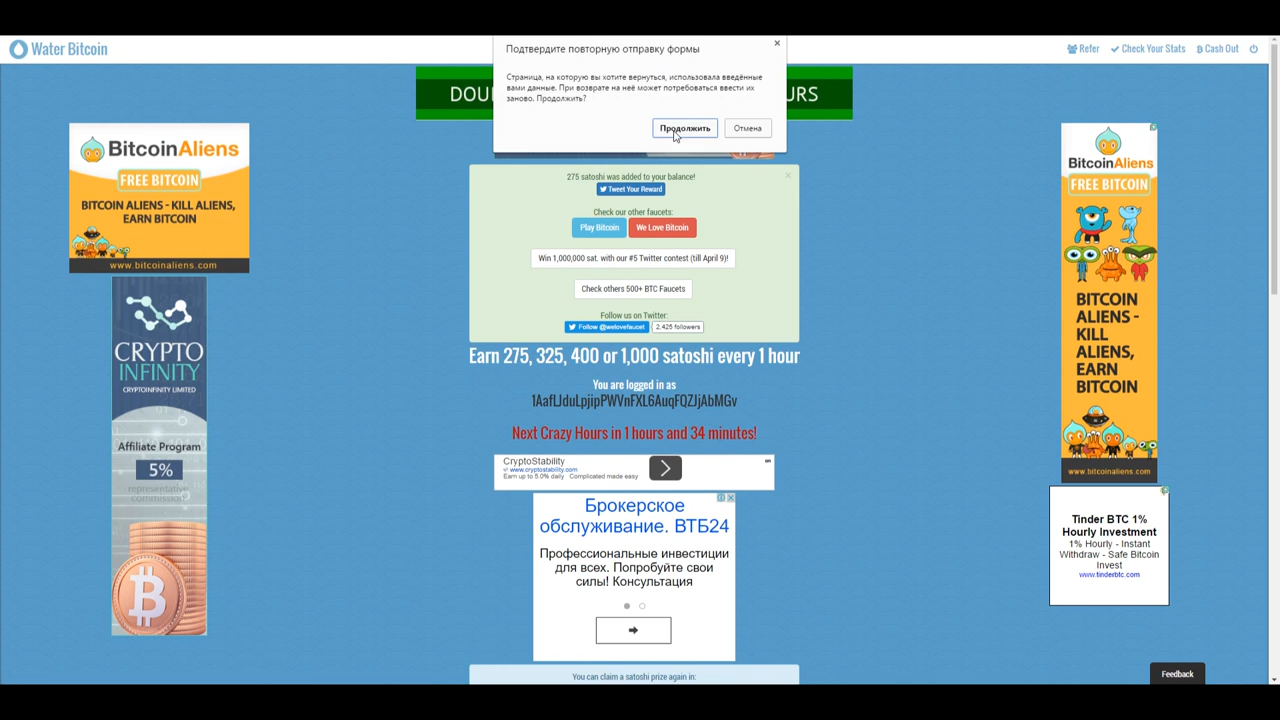 Water Bitcoin
Refer
Check Your Stats
Cash Out
Подтвердите повторную отправку формы
Страница, на которую вы хотите вернуться, использовала введённые
вами данные. При возврате на неё может потребоваться ввести их
заново. Продолжить?
Продолжить
Отмена
DOU
URS
BitcoinAliens
FREE BITCOIN
BITCOIN ALIENS - KILL ALIENS,
EARN BITCOIN
www.bitcoinaliens.com
CRYPTO
INFINITY
CRYPTOINFINITY LIMITED
Affiliate Program
5%
representative
commission
275 satoshi was added to your balance!
Tweet Your Reward
Check our other faucets:
Play Bitcoin
We Love Bitcoin
Win 1,000,000 sat. with our #5 Twitter contest (till April 9)!
Check others 500+ BTC Faucets
Follow us on Twitter:
Follow @welovefaucet
2,425 followers
Earn 275, 325, 400 or 1,000 satoshi every 1 hour
You are logged in as
1AafLJduLpjipPWVnFXL6AuqFQZJjAbMGv
Next Crazy Hours in 1 hours and 34 minutes!
CryptoStability
www.cryptostability.com
Earn up to 5.0% daily Complicated made easy
Брокерское
обслуживание. ВТБ24
Профессиональные инвестиции
для всех. Попробуйте свои
силы! Консультация
You can claim a satoshi prize again in:
BitcoinAliens
FREE BITCOIN
BITCOIN
ALIENS -
KILL
ALIENS,
EARN
BITCOIN
www.bitcoinaliens.com
Tinder BTC 1%
Hourly Investment
1% Hourly - Instant
Withdraw - Safe Bitcoin
Invest
www.tinderbtc.com
Feedback